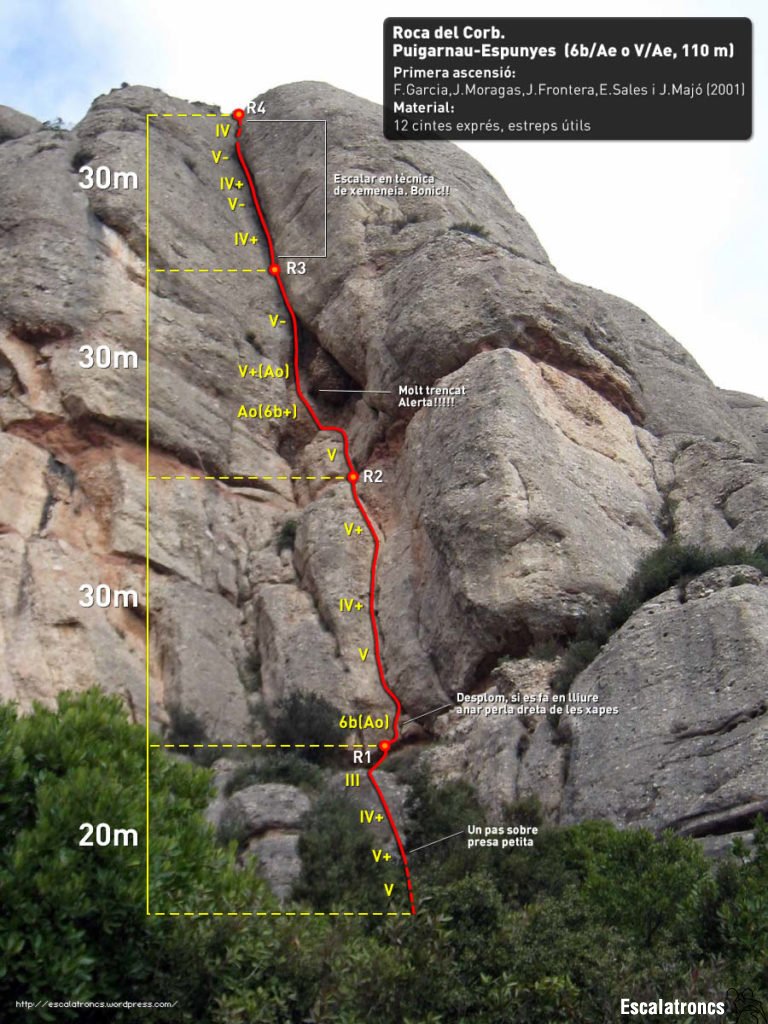 Roca del Corb.
Puigarnau-Espunyes (6b/Ae o V/Ae, 110 m)
Primera ascensió:
F.Garcia,J.Moragas,J.Frontera,E.Sales i J.Majó (2001)
Material:
12 cintes exprés, estreps útils
R4
IV
V-
30m
IV+
Escalar en tècnica
de xemeneía. Bonic!!
V-
IV+
R3
V-
30m
V+(Ao)
Molt trencat
Alerta!!!!!
Ao(6b+)
V
R2
V+
30m
IV+
V
Desplom, si es fa en lliure
anar perla dreta de les xapes
6b(Ao)
R1
III
IV+
20m
Un pas sobre
presa petita
V+
V
http://escalatroncs.wordpress.com/
Escalatroncs